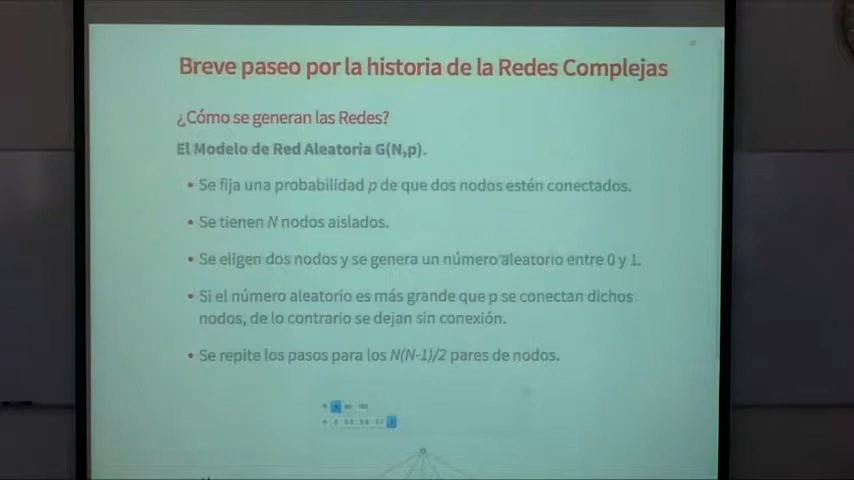 Breve paseo por la historia de la Redes Complejas
¿Cómo se generan las Redes?
El Modelo de Red Aleatoria G(N,p).
• Se fija una probabilidad p de que dos nodos estén conectados.
• Se tienen N nodos aislados.
• Se eligen dos nodos y se genera un número aleatorio entre 0 y 1.
• Si el número aleatorio es más grande que p se conectan dichos
nodos, de lo contrario se dejan sin conexión.
• Se repite los pasos para los N(N-1)/2 pares de nodos.